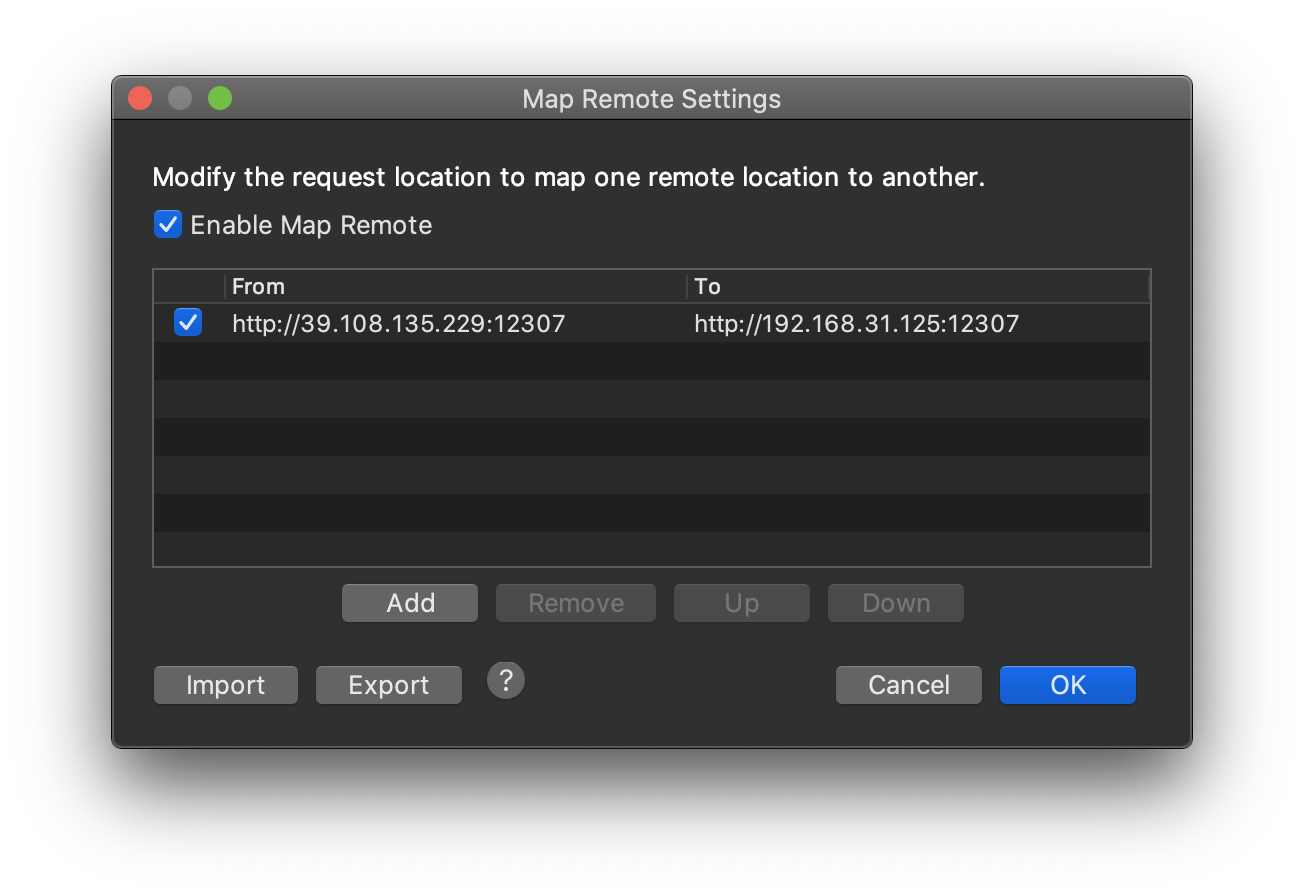 Map Remote Settings
Modify the request location to map one remote location to another.
Enable Map Remote
From To
http://39.108.135.229:12307 http://192.168.31.125:12307
Add Remove Up Down
Import Export ? Cancel OK